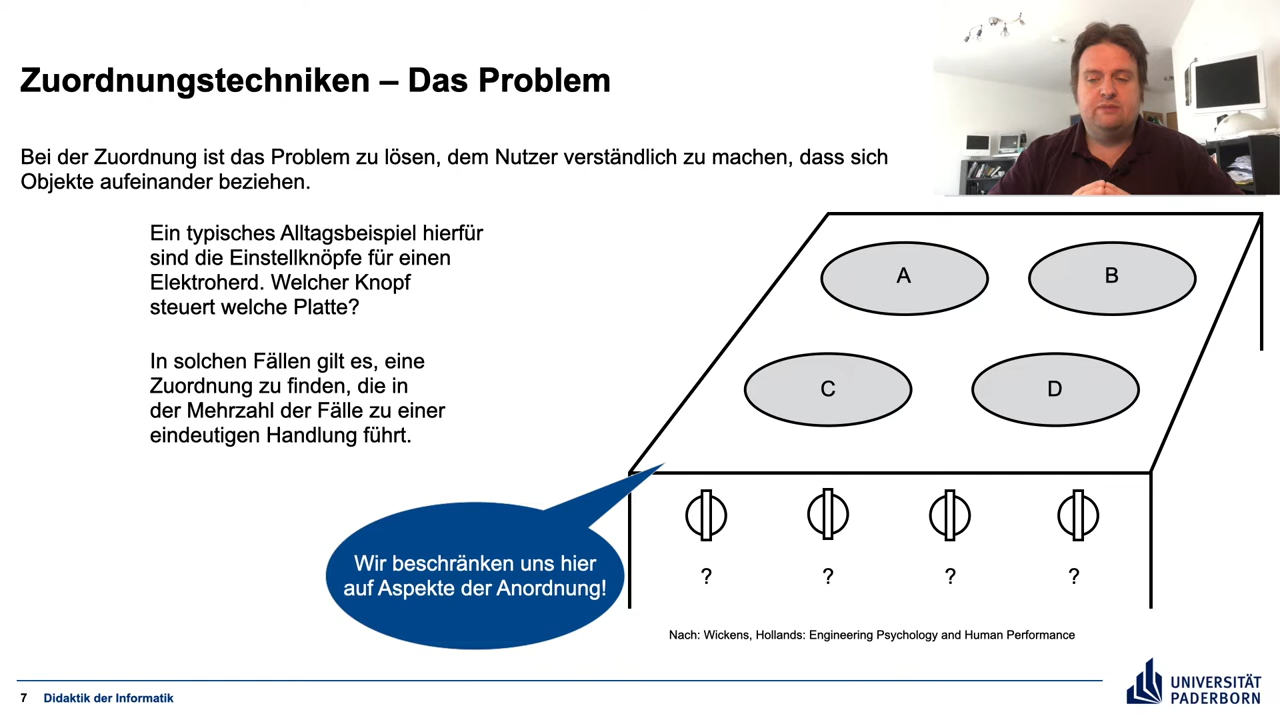 Zuordnungstechniken – Das Problem
Bei der Zuordnung ist das Problem zu lösen, dem Nutzer verständlich zu machen, dass sich
Objekte aufeinander beziehen.
Ein typisches Alltagsbeispiel hierfür
sind die Einstellknöpfe für einen
Elektroherd. Welcher Knopf
steuert welche Platte?
In solchen Fällen gilt es, eine
Zuordnung zu finden, die in
der Mehrzahl der Fälle zu einer
eindeutigen Handlung führt.
A B
C D
Wir beschränken uns hier
auf Aspekte der Anordnung!
? ? ? ?
Nach: Wickens, Hollands: Engineering Psychology and Human Performance
7 Didaktik der Informatik
UNIVERSITÄT
PADERBORN